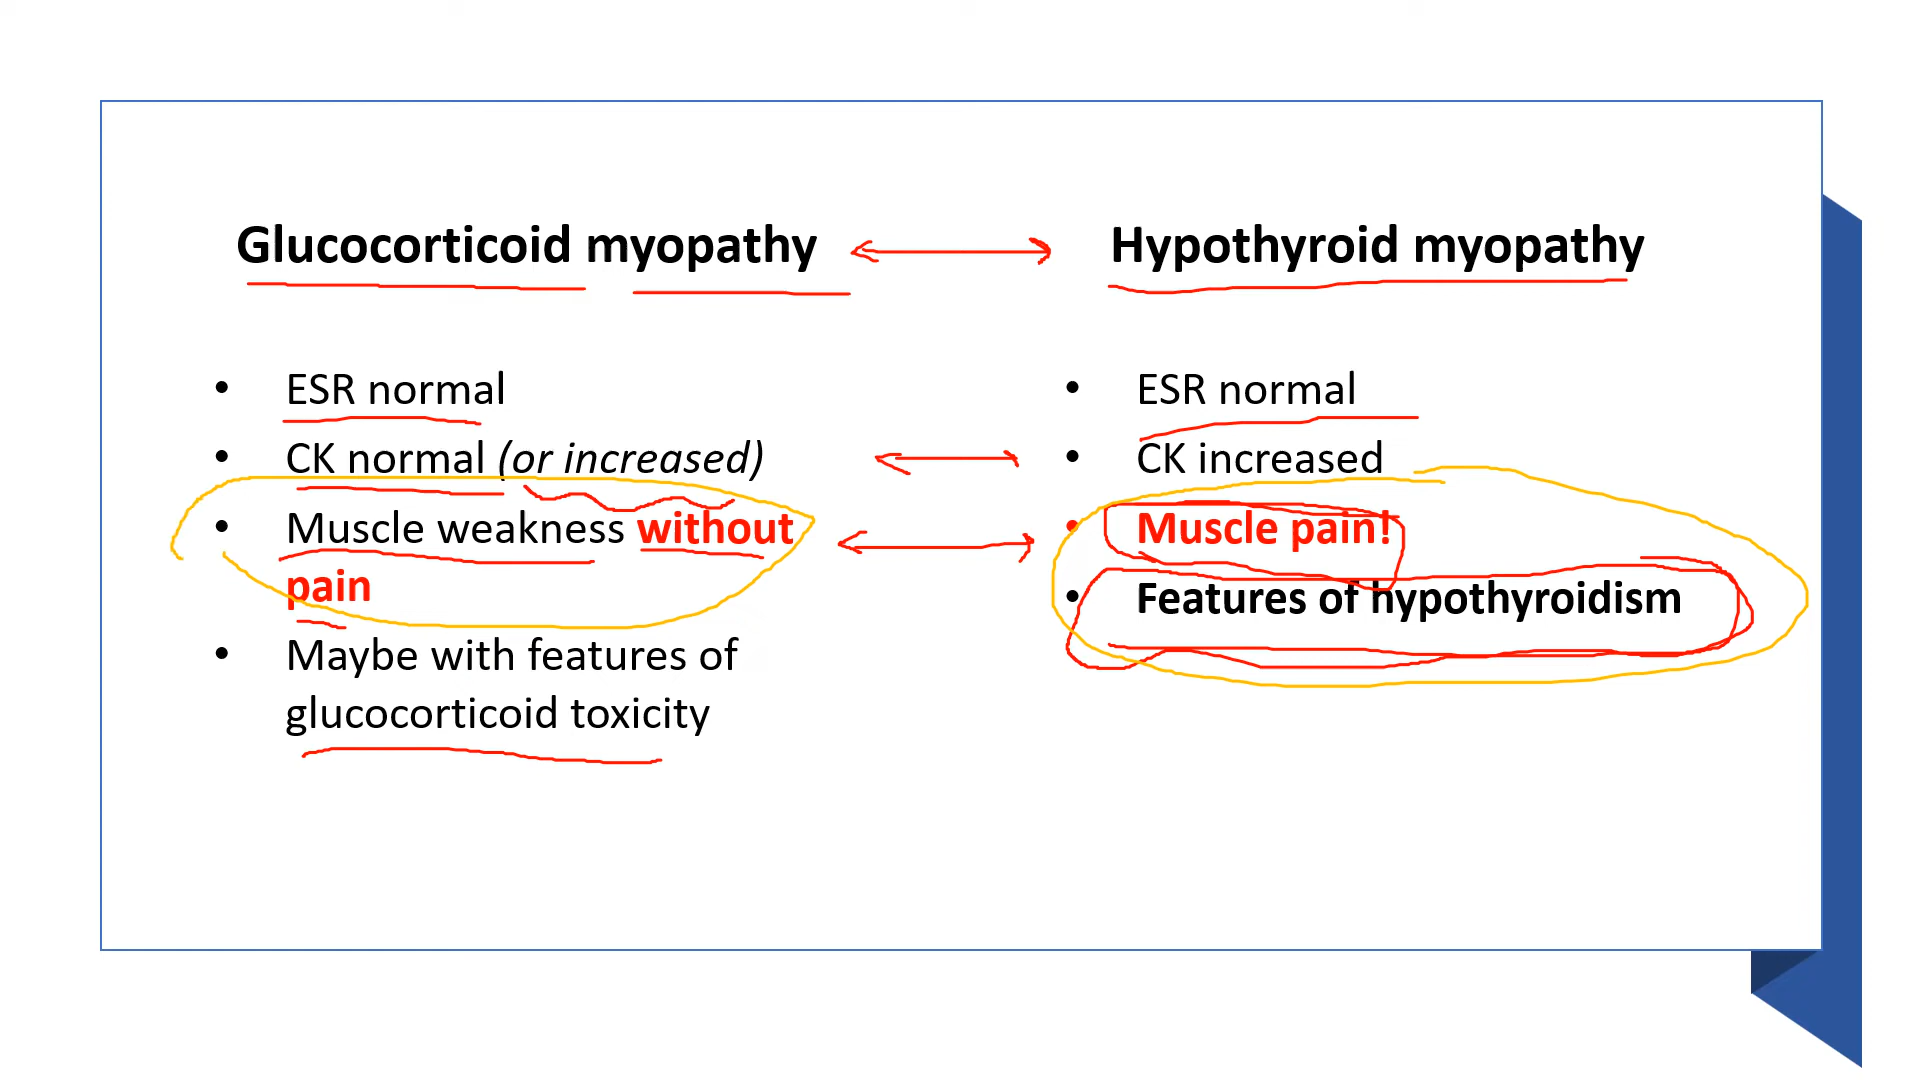 Glucocorticoid myopathy
• ESR normal
• CK normal (or increased)
• Muscle weakness without
pain
• Maybe with features of
glucocorticoid toxicity
Hypothyroid myopathy
• ESR normal
• CK increased
• Muscle pain!
• Features of hypothyroidism